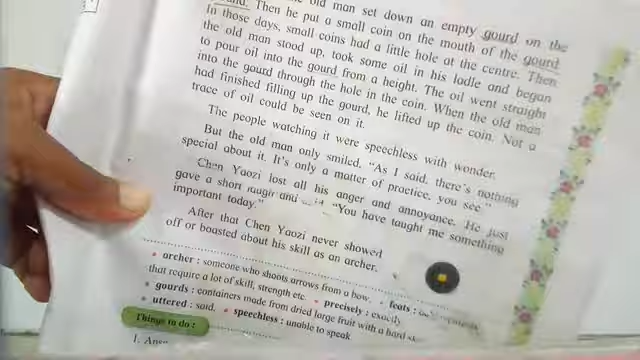 old man set down an empty gourd on the
Then he put a small coin on the mouth of the gourd.
In those days, small coins had a little hole at the centre. Then
the old man stood up, took some oil in his ladle and began
to pour oil into the gourd from a height. The oil went straight
into the gourd through the hole in the coin. When the old man
had finished filling up the gourd, he lifted up the coin. Not a
trace of oil could be seen on it.
The people watching it were speechless with wonder.
But the old man only smiled. "As I said, there's nothing
special about it. It's only a matter of practice, you see."
Chen Yaozi lost all his anger and annoyance. He just
gave a short laugh and "You have taught me something
important today."
After that Chen Yaozi never showed
off or boasted about his skill as an archer.
• archer : someone who shoots arrows from a bow. • feats :
that require a lot of skill, strength etc. • precisely : exactly
• gourds : containers made from dried large fruit with a hard
• uttered : said. • speechless : unable to speak
Things to do :
1.